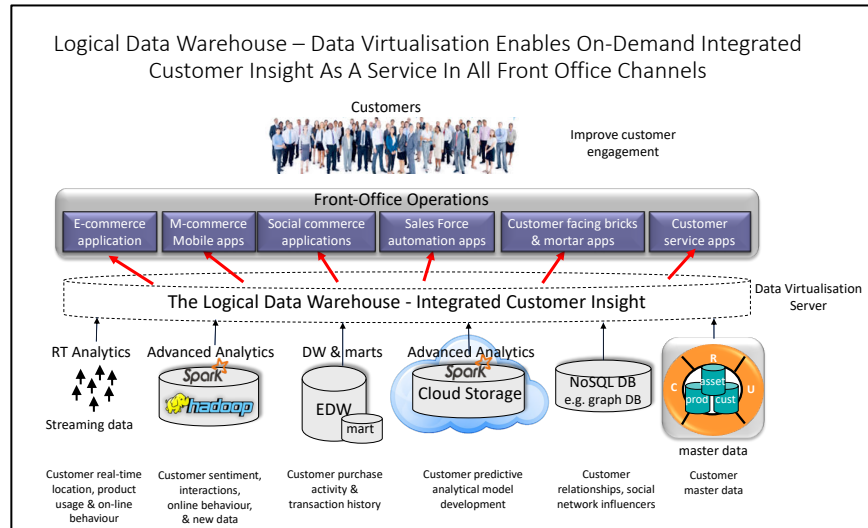 Logical Data Warehouse – Data Virtualisation Enables On-Demand Integrated
Customer Insight As A Service In All Front Office Channels
Customers
Improve customer
engagement
Front-Office Operations
E-commerce
application
M-commerce
Mobile apps
Social commerce
applications
Sales Force
automation apps
Customer facing bricks
& mortar apps
Customer
service apps
The Logical Data Warehouse - Integrated Customer Insight
Data Virtualisation
Server
RT Analytics
Streaming data
Customer real-time
location, product
usage & on-line
behaviour
Advanced Analytics
Spark
hadoop
Customer sentiment,
interactions,
online behaviour,
& new data
DW & marts
EDW
mart
Customer purchase
activity &
transaction history
Advanced Analytics
Spark
Cloud Storage
Customer predictive
analytical model
development
NoSQL DB
e.g. graph DB
Customer
relationships, social
network influencers
C
R
U
asset
prod
cust
master data
Customer
master data